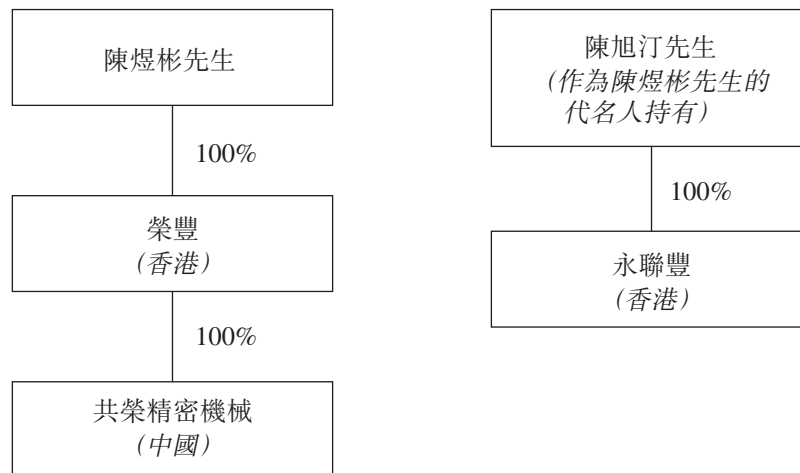 陳煜彬先生
100%
榮豐
(香港)
100%
共榮精密機械
(中國)
陳旭汀先生
(作為陳煜彬先生的
代名人持有)
100%
永聯豐
(香港)